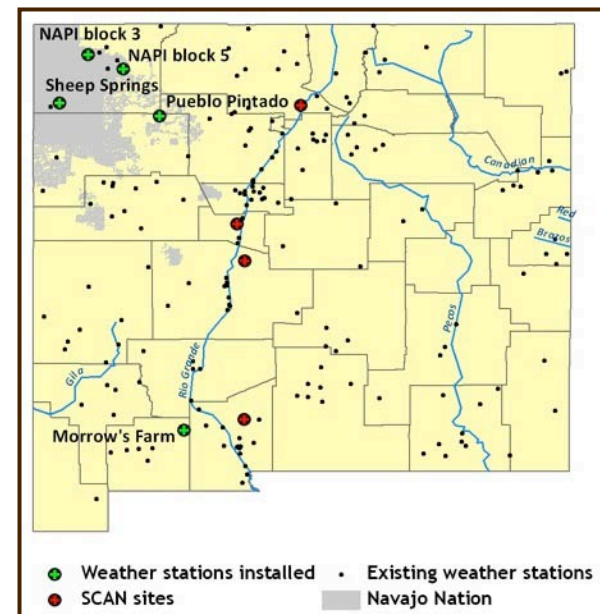 NAPI block 3
NAPI block 5
Sheep Springs
Pueblo Pintado
Canadian
Red
Brazos
Pecos
Rio Grande
Gila
Morrow's Farm
Weather stations installed
Existing weather stations
SCAN sites
Navajo Nation